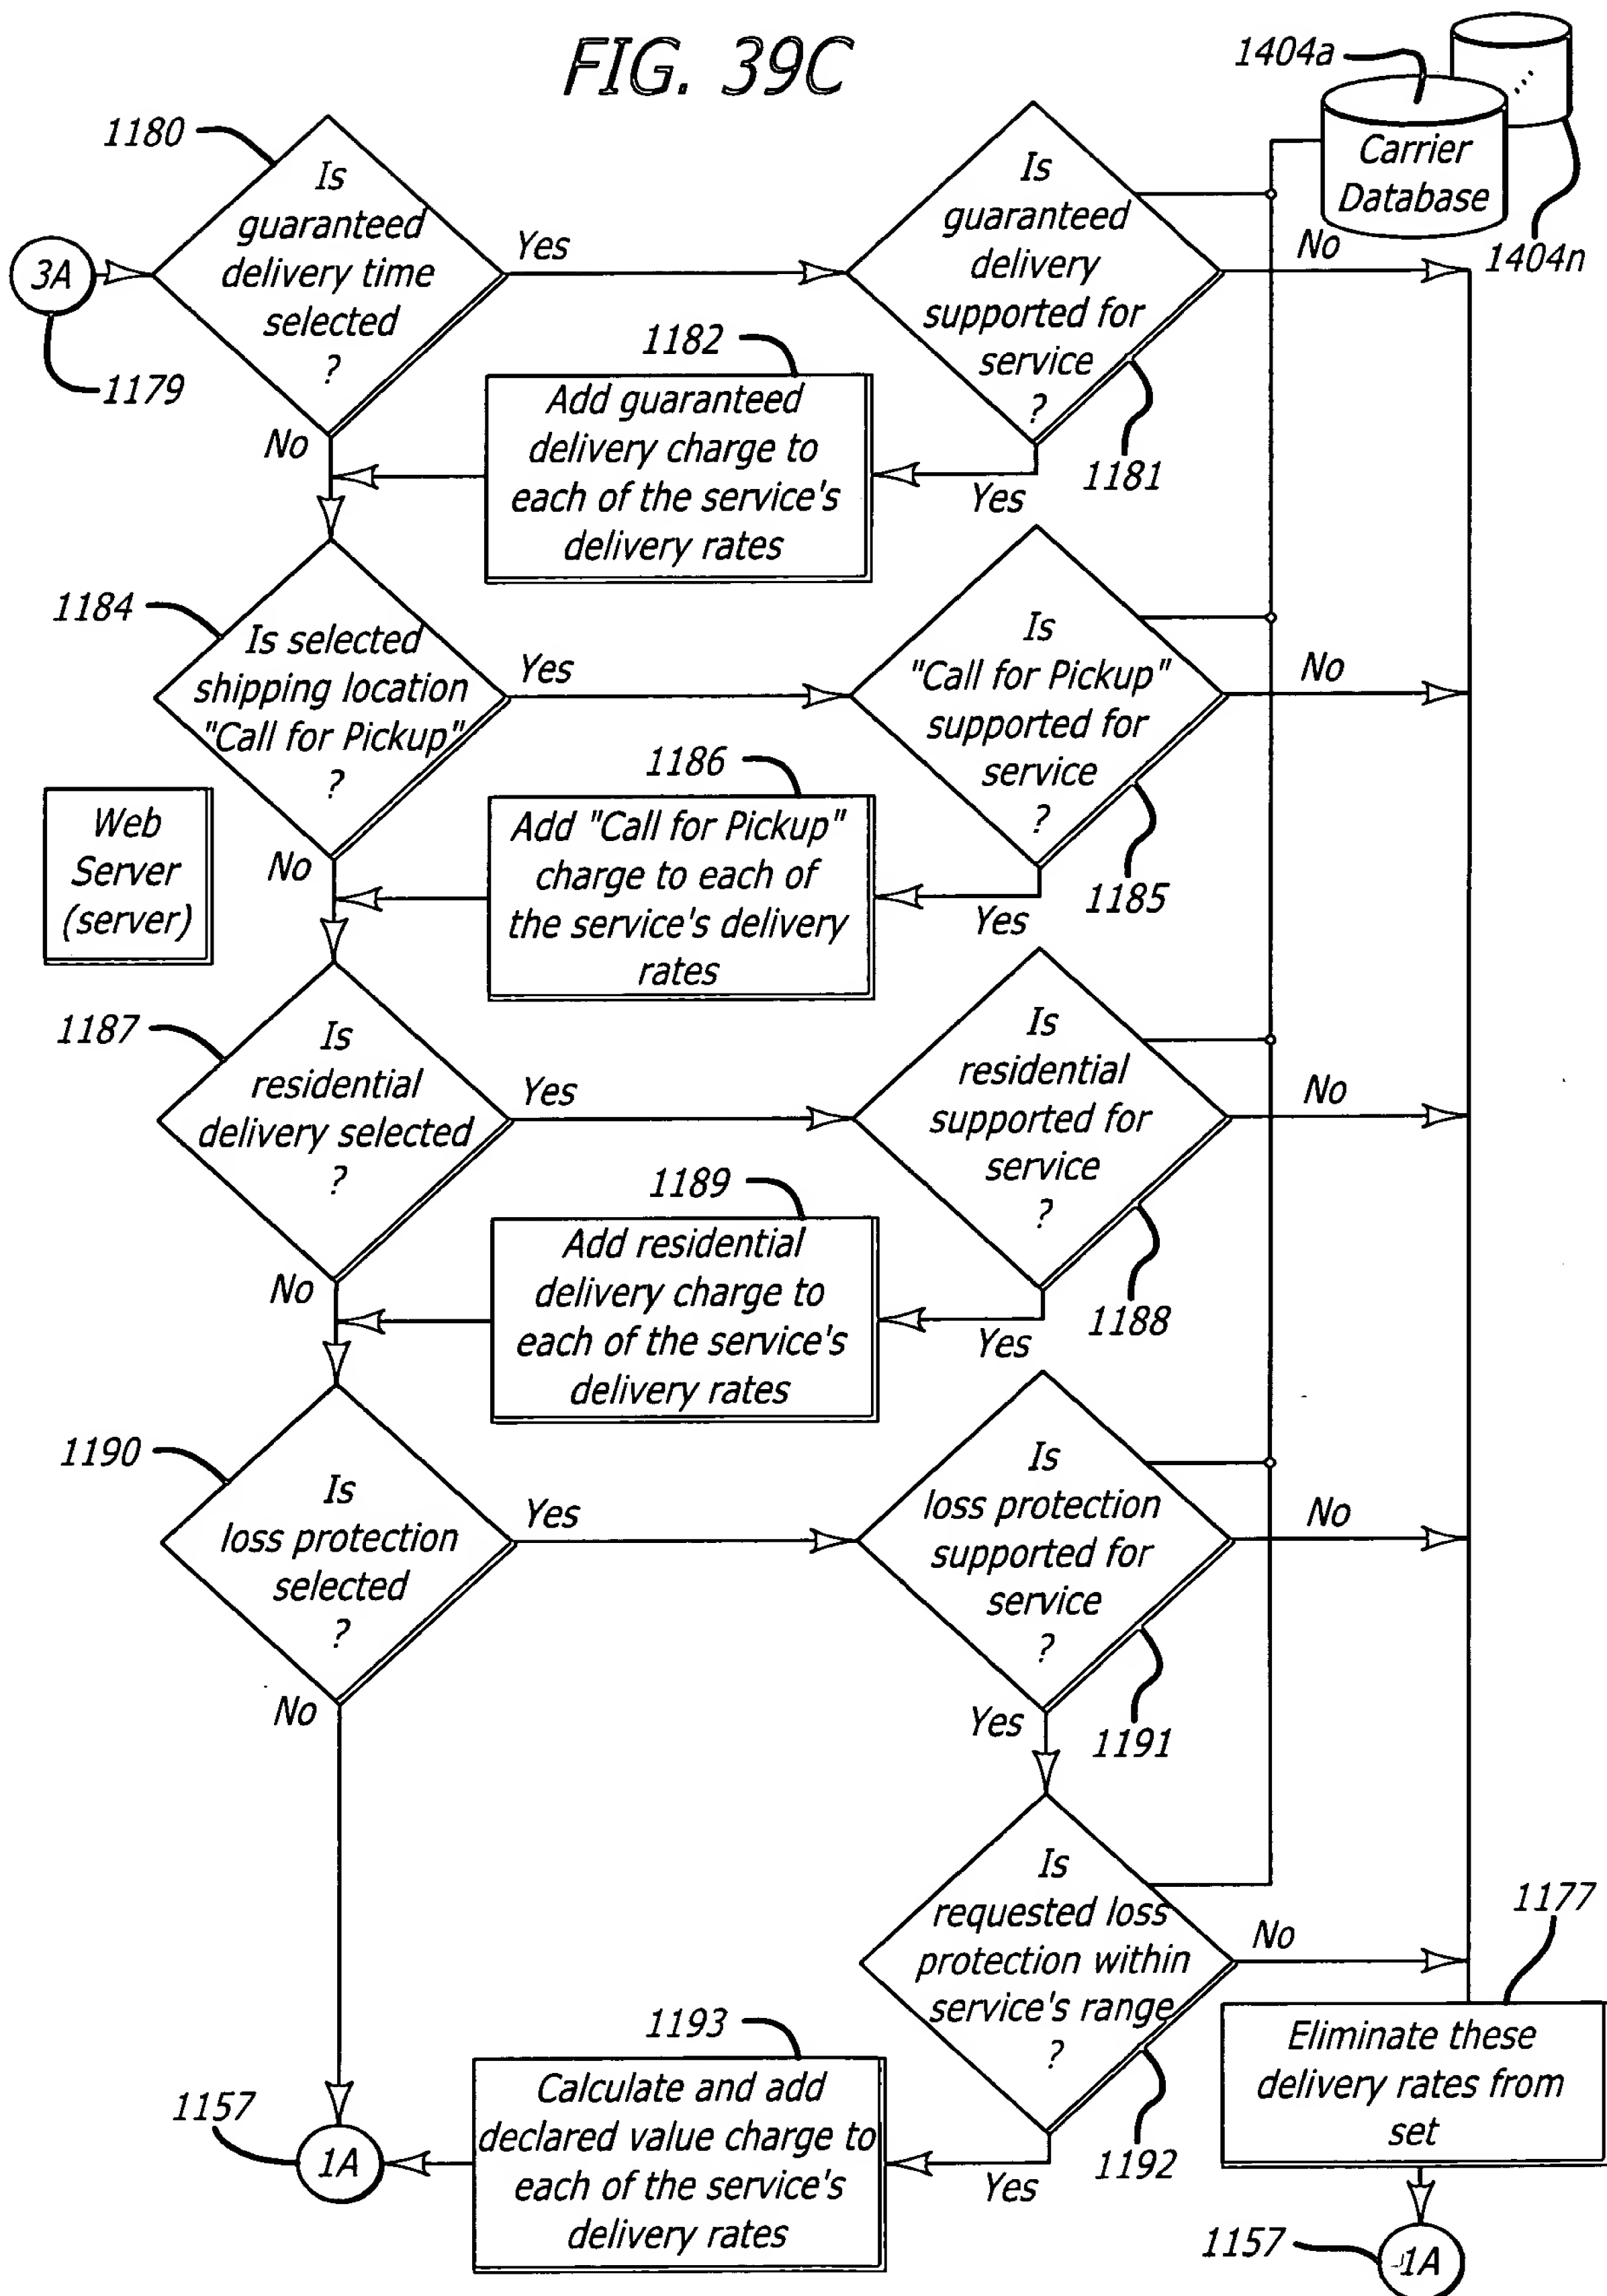 FIG. 39C
1404a
Carrier
Database
1404n
1180
Is
guaranteed
delivery time
selected
?
Yes
No
3A
1179
Is
guaranteed
delivery
supported for
service
?
No
Yes
1181
1182
Add guaranteed
delivery charge to
each of the service's
delivery rates
1184
Is selected
shipping location
"Call for Pickup"
?
Yes
No
Is
"Call for Pickup"
supported for
service
?
No
Yes
1185
1186
Add "Call for Pickup"
charge to each of
the service's delivery
rates
Web
Server
(server)
1187
Is
residential
delivery selected
?
Yes
No
Is
residential
supported for
service
?
No
Yes
1188
1189
Add residential
delivery charge to
each of the service's
delivery rates
1190
Is
loss protection
selected
?
Yes
No
Is
loss protection
supported for
service
?
No
Yes
1191
Is
requested loss
protection within
service's range
?
No
Yes
1192
1193
Calculate and add
declared value charge to
each of the service's
delivery rates
1157
1A
1177
Eliminate these
delivery rates from
set
1157
1A